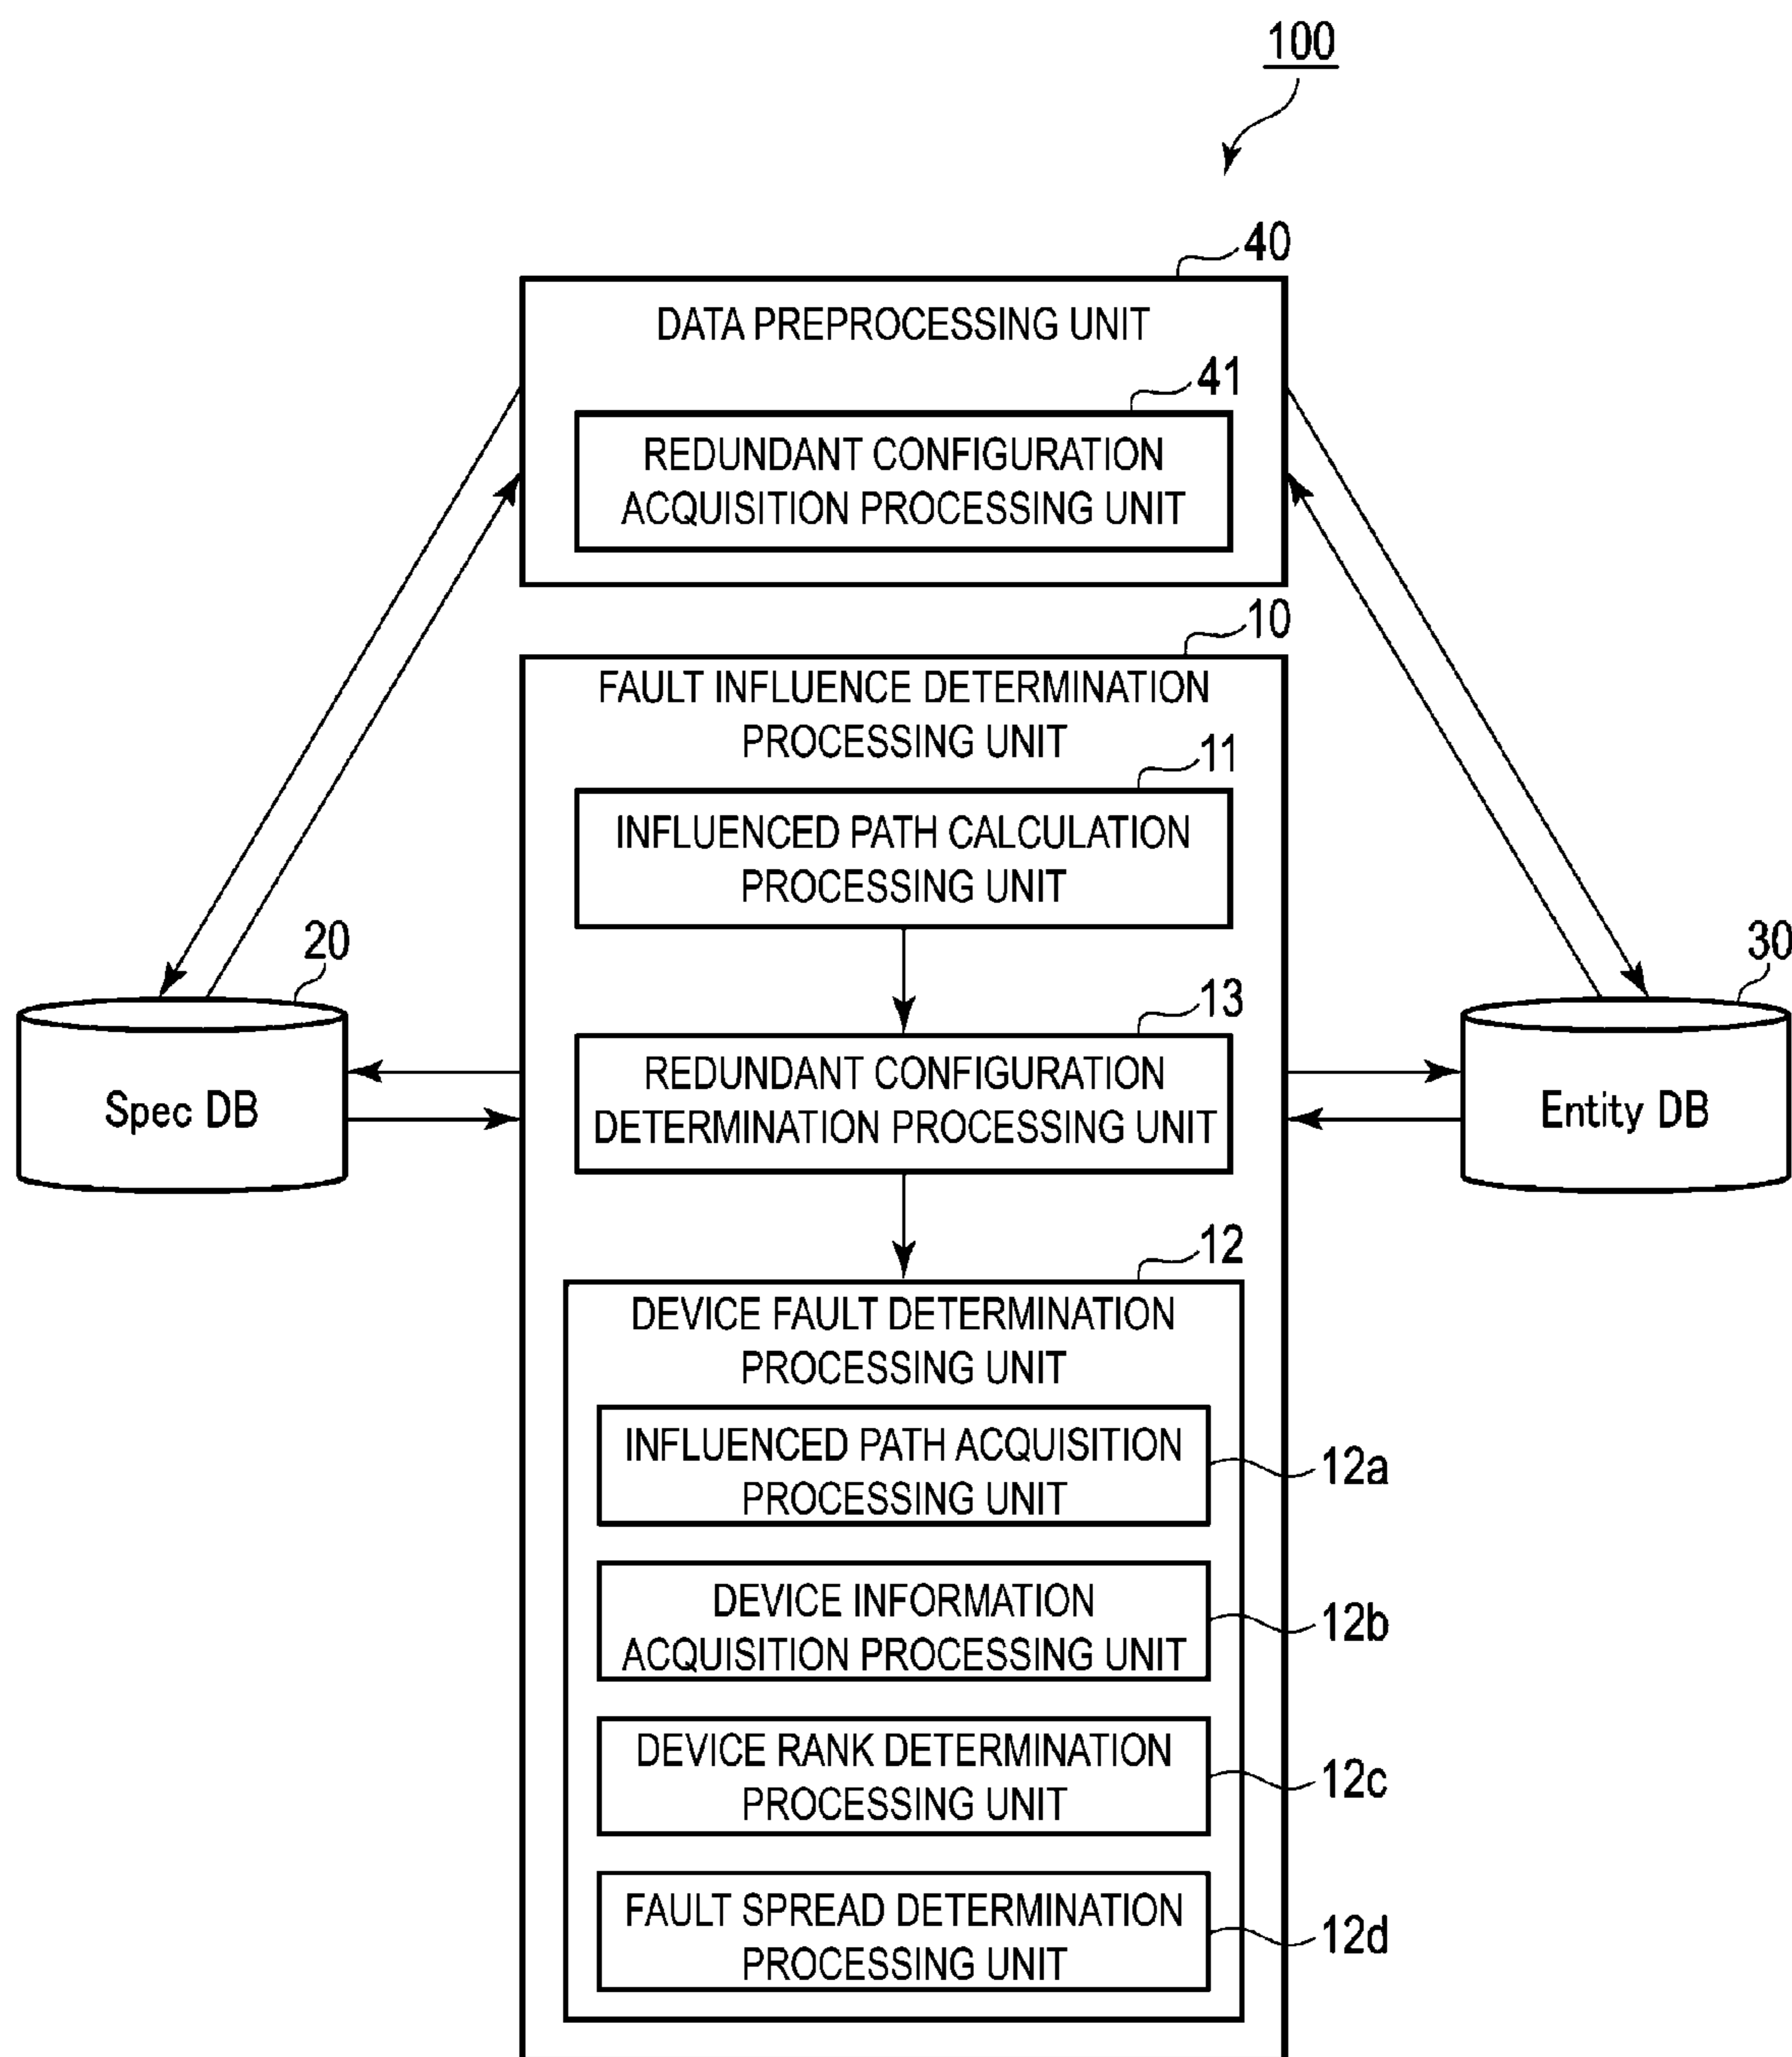 100
40
DATA PREPROCESSING UNIT
41
REDUNDANT CONFIGURATION
ACQUISITION PROCESSING UNIT
10
FAULT INFLUENCE DETERMINATION
PROCESSING UNIT
11
INFLUENCED PATH CALCULATION
PROCESSING UNIT
20
Spec DB
30
Entity DB
13
REDUNDANT CONFIGURATION
DETERMINATION PROCESSING UNIT
12
DEVICE FAULT DETERMINATION
PROCESSING UNIT
INFLUENCED PATH ACQUISITION
PROCESSING UNIT
12a
DEVICE INFORMATION
ACQUISITION PROCESSING UNIT
12b
DEVICE RANK DETERMINATION
PROCESSING UNIT
12c
FAULT SPREAD DETERMINATION
PROCESSING UNIT
12d